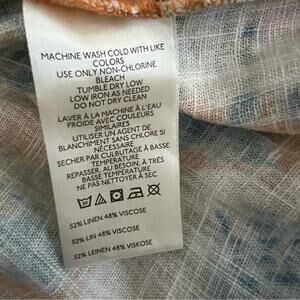 MACHINE WASH COLD WITH LIKE
COLORS
USE ONLY NON-CHLORINE
BLEACH
TUMBLE DRY LOW
LOW IRON AS NEEDED
DO NOT DRY CLEAN
LAVER À LA MACHINE À L'EAU
FROIDE AVEC COULEURS
SIMILAIRES
UTILISER UN AGENT DE
BLANCHIMENT SANS CHLORE SI
NÉCESSAIRE
SECHER PAR CULBUTAGE À BASSE
TEMPÉRATURE
REPASSER, AU BESOIN, À TRÈS
BASSE TEMPÉRATURE
NE PAS NETTOYER À SEC
52% LINEN 48% VISCOSE
52% LIN 48% VISCOSE
52% LEINEN 48% VISKOSE